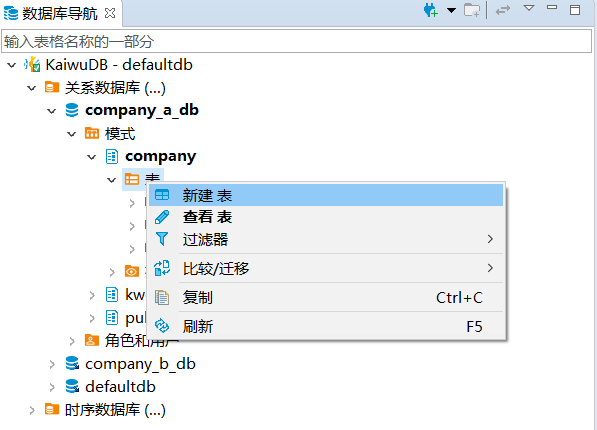 数据库导航
输入表格名称的一部分
KaiwuDB - defaultdb
关系数据库 (...)
company_a_db
模式
company
表
新建 表
查看 表
过滤器
比较/迁移
复制 Ctrl+C
kw
刷新 F5
角色和用户
company_b_db
defaultdb
时序数据库 (...)